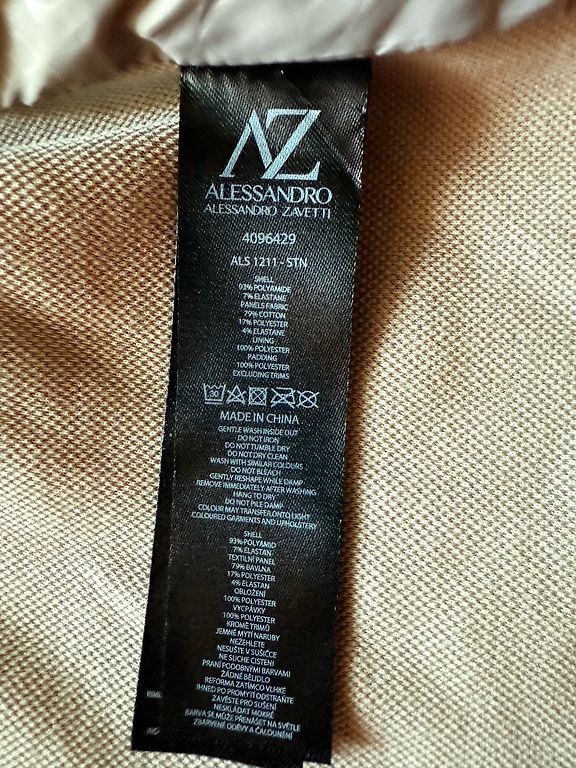 AZ
ALESSANDRO
ALESSANDRO ZAVETTI
4096429
ALS 1211 - STN
SHELL
93% POLYAMIDE
7% ELASTANE
PANELS FABRIC
79% COTTON
17% POLYESTER
4% ELASTANE
LINING
100% POLYESTER
PADDING
100% POLYESTER
EXCLUDING TRIMS
30
MADE IN CHINA
GENTLE WASH INSIDE OUT
DO NOT IRON
DO NOT TUMBLE DRY
DO NOT DRY CLEAN
WASH WITH SIMILAR COLOURS
DO NOT BLEACH
GENTLY RESHAPE WHILE DAMP
REMOVE IMMEDIATELY AFTER WASHING
HANG TO DRY
DO NOT PILE DAMP
COLOUR MAY TRANSFER ONTO LIGHT
COLOURED GARMENTS AND UPHOLSTERY
SHELL
93% POLYAMID
7% ELASTAN
TEXTILNÍ PANEL
79% BAVLNA
17% POLYESTER
4% ELASTAN
OBLOŽENÍ
100% POLYESTER
VYCPÁVKY
100% POLYESTER
KROMĚ TRIMŮ
JEMNÉ MYTÍ NARUBY
NEŽEHLETE
NESUŠTE V SUŠIČCE
NE SUCHÉ ČISTENI
PRANÍ PODOBNÝMI BARVAMI
ŽÁDNÉ BĚLIDLO
REFORMA ZATÍMCO VLHKÉ
IHNED PO PROMYTÍ ODSTRAŇTE
ZAVĚSTE PRO SUŠENÍ
NESKLÁDAT MOKRÉ
BARVA SE MŮŽE PŘENÁŠET NA SVĚTLE
ZBARVENÉ ODĚVY A ČALOUNĚNÍ